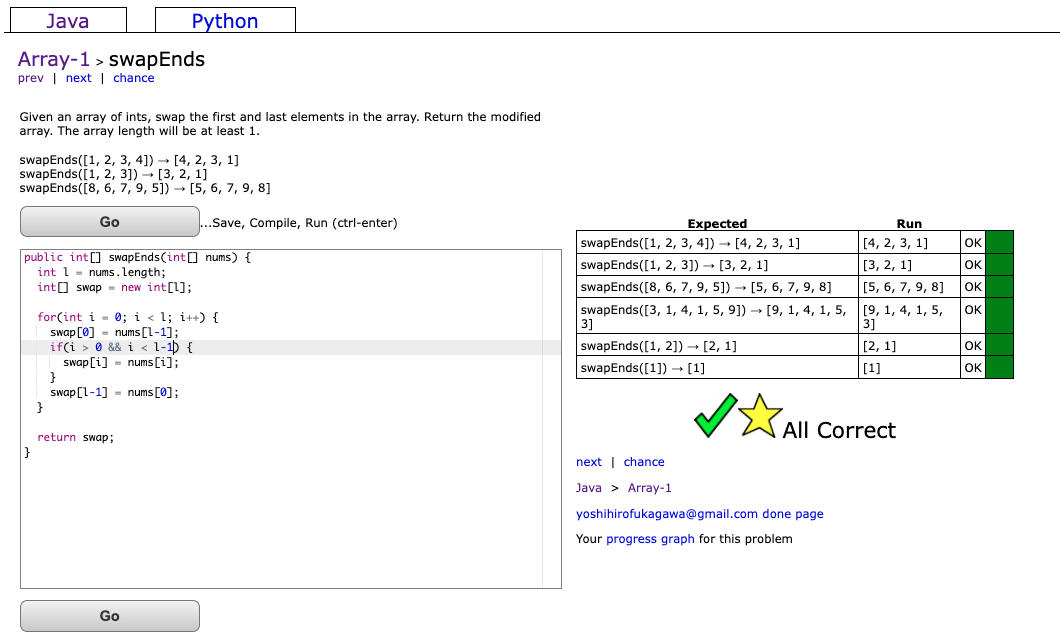 Java Python
Array-1 > swapEnds
prev | next | chance
Given an array of ints, swap the first and last elements in the array. Return the modified
array. The array length will be at least 1.
swapEnds([1, 2, 3, 4]) → [4, 2, 3, 1]
swapEnds([1, 2, 3]) → [3, 2, 1]
swapEnds([8, 6, 7, 9, 5]) → [5, 6, 7, 9, 8]
Go ...Save, Compile, Run (ctrl-enter)
public int[] swapEnds(int[] nums) {
  int l = nums.length;
  int[] swap = new int[l];

  for(int i = 0; i < l; i++) {
    swap[0] = nums[l-1];
    if(i > 0 && i < l-1) {
      swap[i] = nums[i];
    }
    swap[l-1] = nums[0];
  }

  return swap;
}
Go
Expected Run
swapEnds([1, 2, 3, 4]) → [4, 2, 3, 1] [4, 2, 3, 1] OK
swapEnds([1, 2, 3]) → [3, 2, 1] [3, 2, 1] OK
swapEnds([8, 6, 7, 9, 5]) → [5, 6, 7, 9, 8] [5, 6, 7, 9, 8] OK
swapEnds([3, 1, 4, 1, 5, 9]) → [9, 1, 4, 1, 5, [9, 1, 4, 1, 5, OK
3] 3]
swapEnds([1, 2]) → [2, 1] [2, 1] OK
swapEnds([1]) → [1] [1] OK
All Correct
next | chance
Java > Array-1
yoshihirofukagawa@gmail.com done page
Your progress graph for this problem